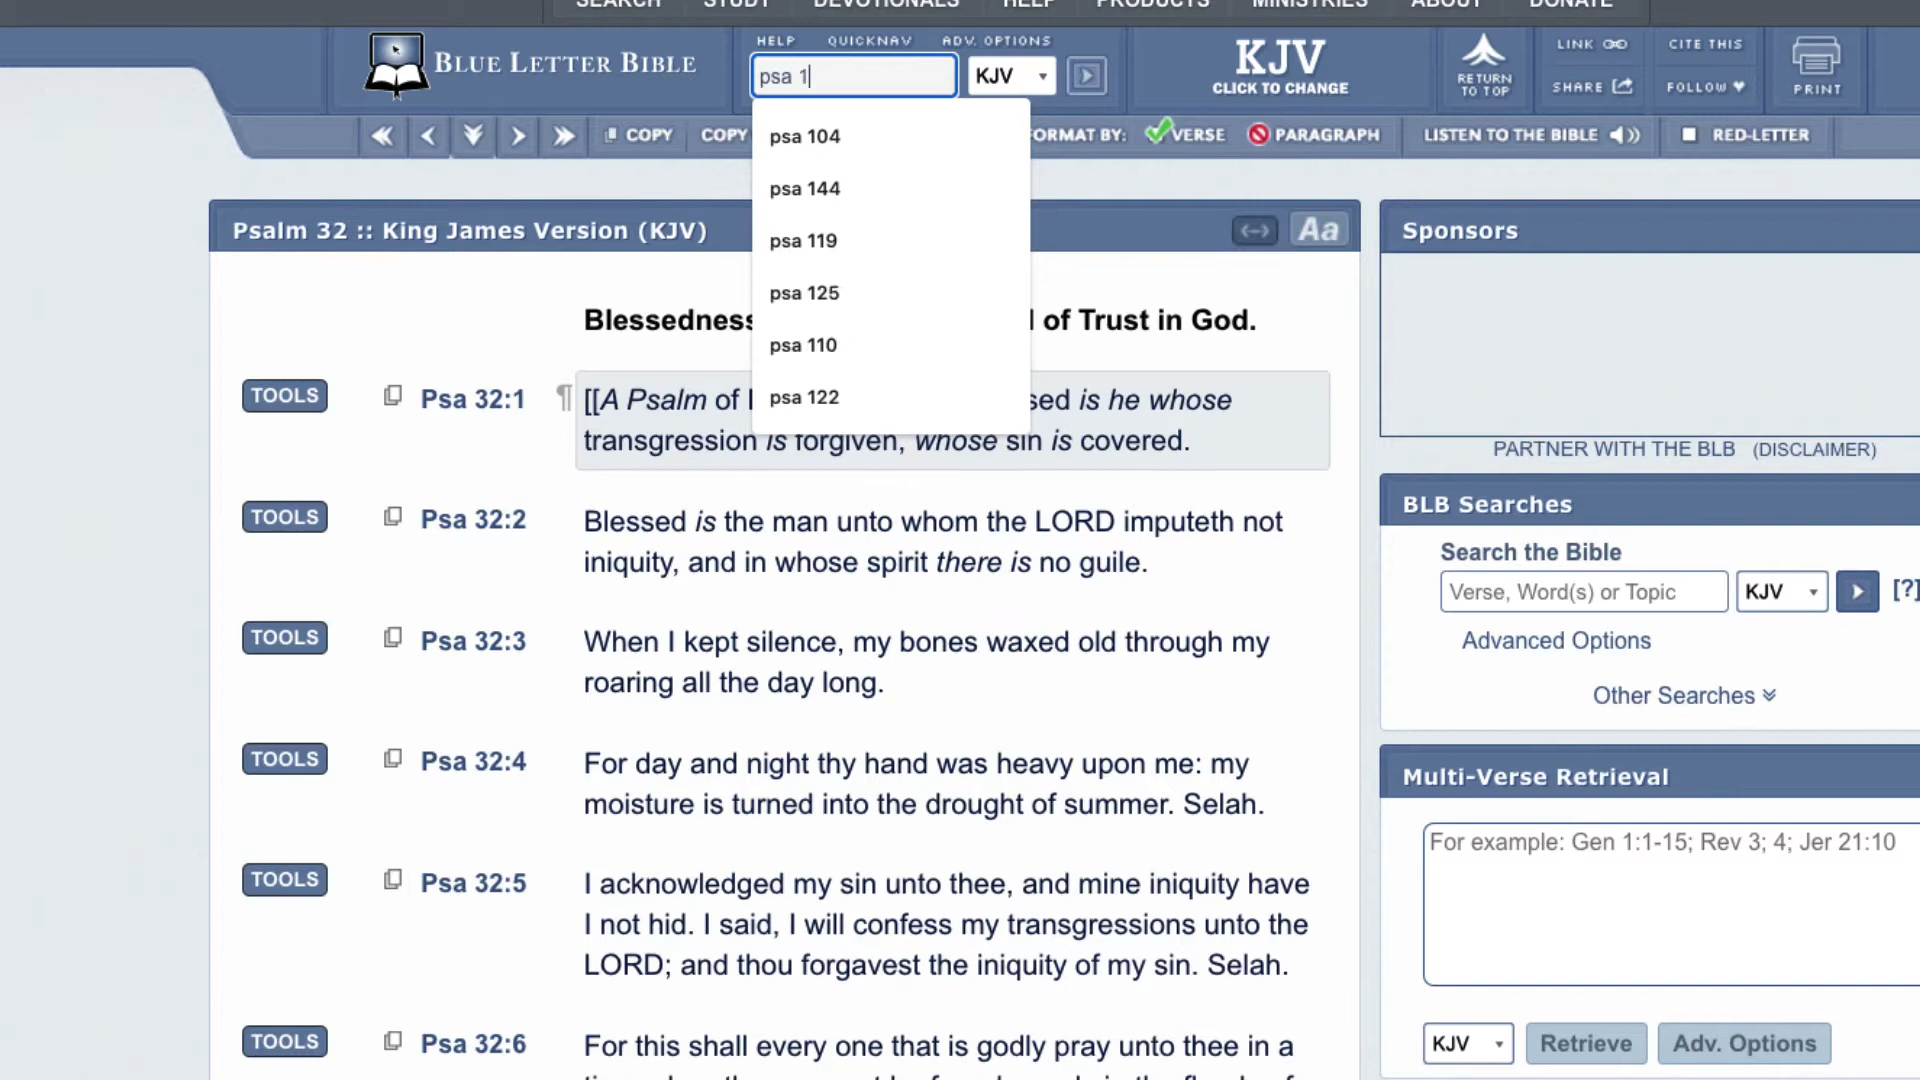 SEARCH STUDY DEVOTIONALS HELP PRODUCTS MINISTRIES ABOUT DONATE
BLUE LETTER BIBLE
HELP QUICKNAV ADV. OPTIONS
psa 1 KJV
KJV
CLICK TO CHANGE
RETURN
TO TOP
LINK
SHARE
CITE THIS
FOLLOW
PRINT
COPY COPY ORMAT BY: VERSE PARAGRAPH LISTEN TO THE BIBLE RED-LETTER
psa 104
psa 144
psa 119
psa 125
psa 110
psa 122
Psalm 32 :: King James Version (KJV) Aa
Blessedness of Trust in God.
TOOLS Psa 32:1 ¶ [[A Psalm of sed is he whose
transgression is forgiven, whose sin is covered.
TOOLS Psa 32:2 Blessed is the man unto whom the LORD imputeth not
iniquity, and in whose spirit there is no guile.
TOOLS Psa 32:3 When I kept silence, my bones waxed old through my
roaring all the day long.
TOOLS Psa 32:4 For day and night thy hand was heavy upon me: my
moisture is turned into the drought of summer. Selah.
TOOLS Psa 32:5 I acknowledged my sin unto thee, and mine iniquity have
I not hid. I said, I will confess my transgressions unto the
LORD; and thou forgavest the iniquity of my sin. Selah.
TOOLS Psa 32:6 For this shall every one that is godly pray unto thee in a
Sponsors
PARTNER WITH THE BLB (DISCLAIMER)
BLB Searches
Search the Bible
Verse, Word(s) or Topic KJV [?]
Advanced Options
Other Searches
Multi-Verse Retrieval
For example: Gen 1:1-15; Rev 3; 4; Jer 21:10
KJV Retrieve Adv. Options